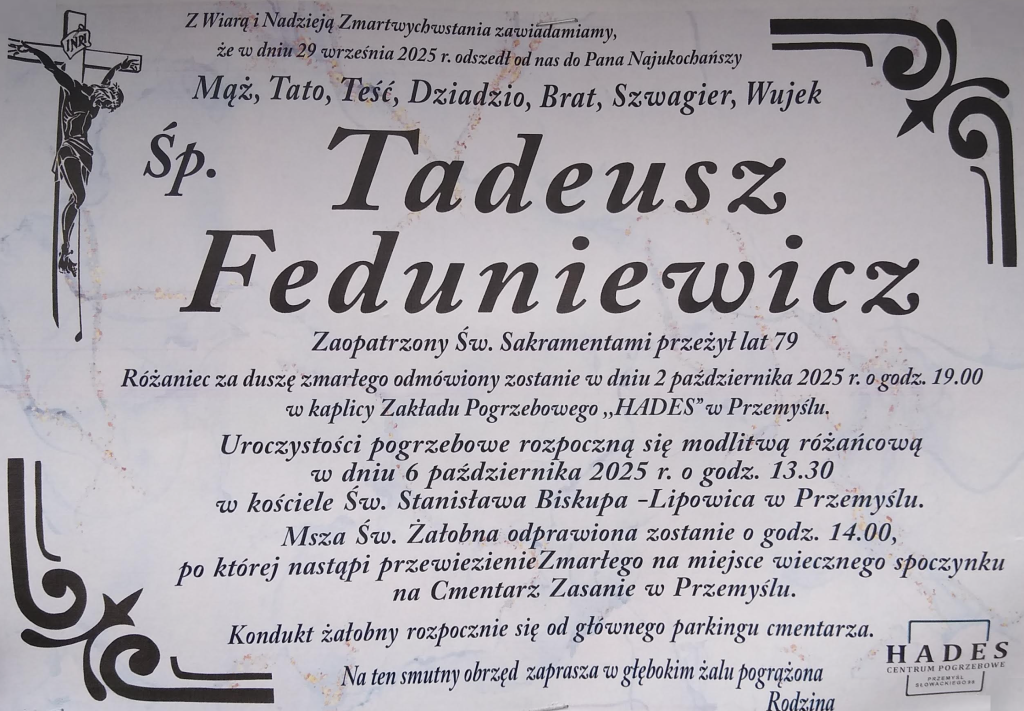 INRI
Z Wiarą i Nadzieją Zmartwychwstania zawiadamiamy,
że w dniu 29 września 2025 r. odszedł od nas do Pana Najukochańszy
Mąż, Tato, Teść, Dziadzio, Brat, Szwagier, Wujek
Śp. Tadeusz
Feduniewicz
Zaopatrzony Św. Sakramentami przeżył lat 79
Różaniec za duszę zmarłego odmówiony zostanie w dniu 2 października 2025 r. o godz. 19.00
w kaplicy Zakładu Pogrzebowego ,,HADES" w Przemyślu.
Uroczystości pogrzebowe rozpoczną się modlitwą różańcową
w dniu 6 października 2025 r. o godz. 13.30
w kościele Św. Stanisława Biskupa -Lipowica w Przemyślu.
Msza Św. Żałobna odprawiona zostanie o godz. 14.00,
po której nastąpi przewiezienieZmarłego na miejsce wiecznego spoczynku
na Cmentarz Zasanie w Przemyślu.
Kondukt żałobny rozpocznie się od głównego parkingu cmentarza.
Na ten smutny obrzęd zaprasza w głębokim żalu pogrążona
Rodzina
HADES
CENTRUM POGRZEBOWE
PRZEMYŚL